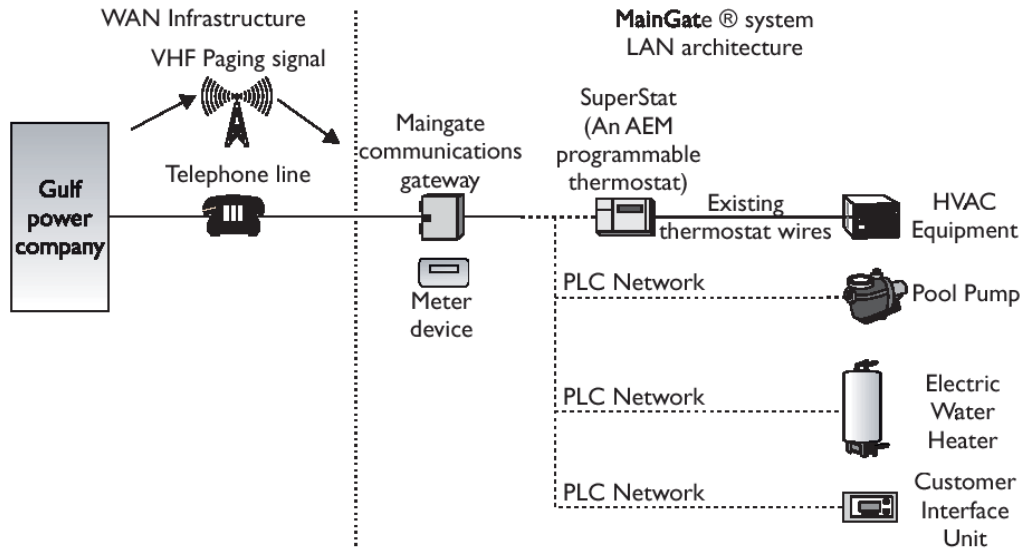 WAN Infrastructure
VHF Paging signal
Telephone line
Gulf
power
company
MainGate ® system
LAN architecture
Maingate
communications
gateway
Meter
device
SuperStat
(An AEM
programmable
thermostat)
Existing
thermostat wires
HVAC
Equipment
PLC Network
Pool Pump
PLC Network
Electric
Water
Heater
PLC Network
Customer
Interface
Unit